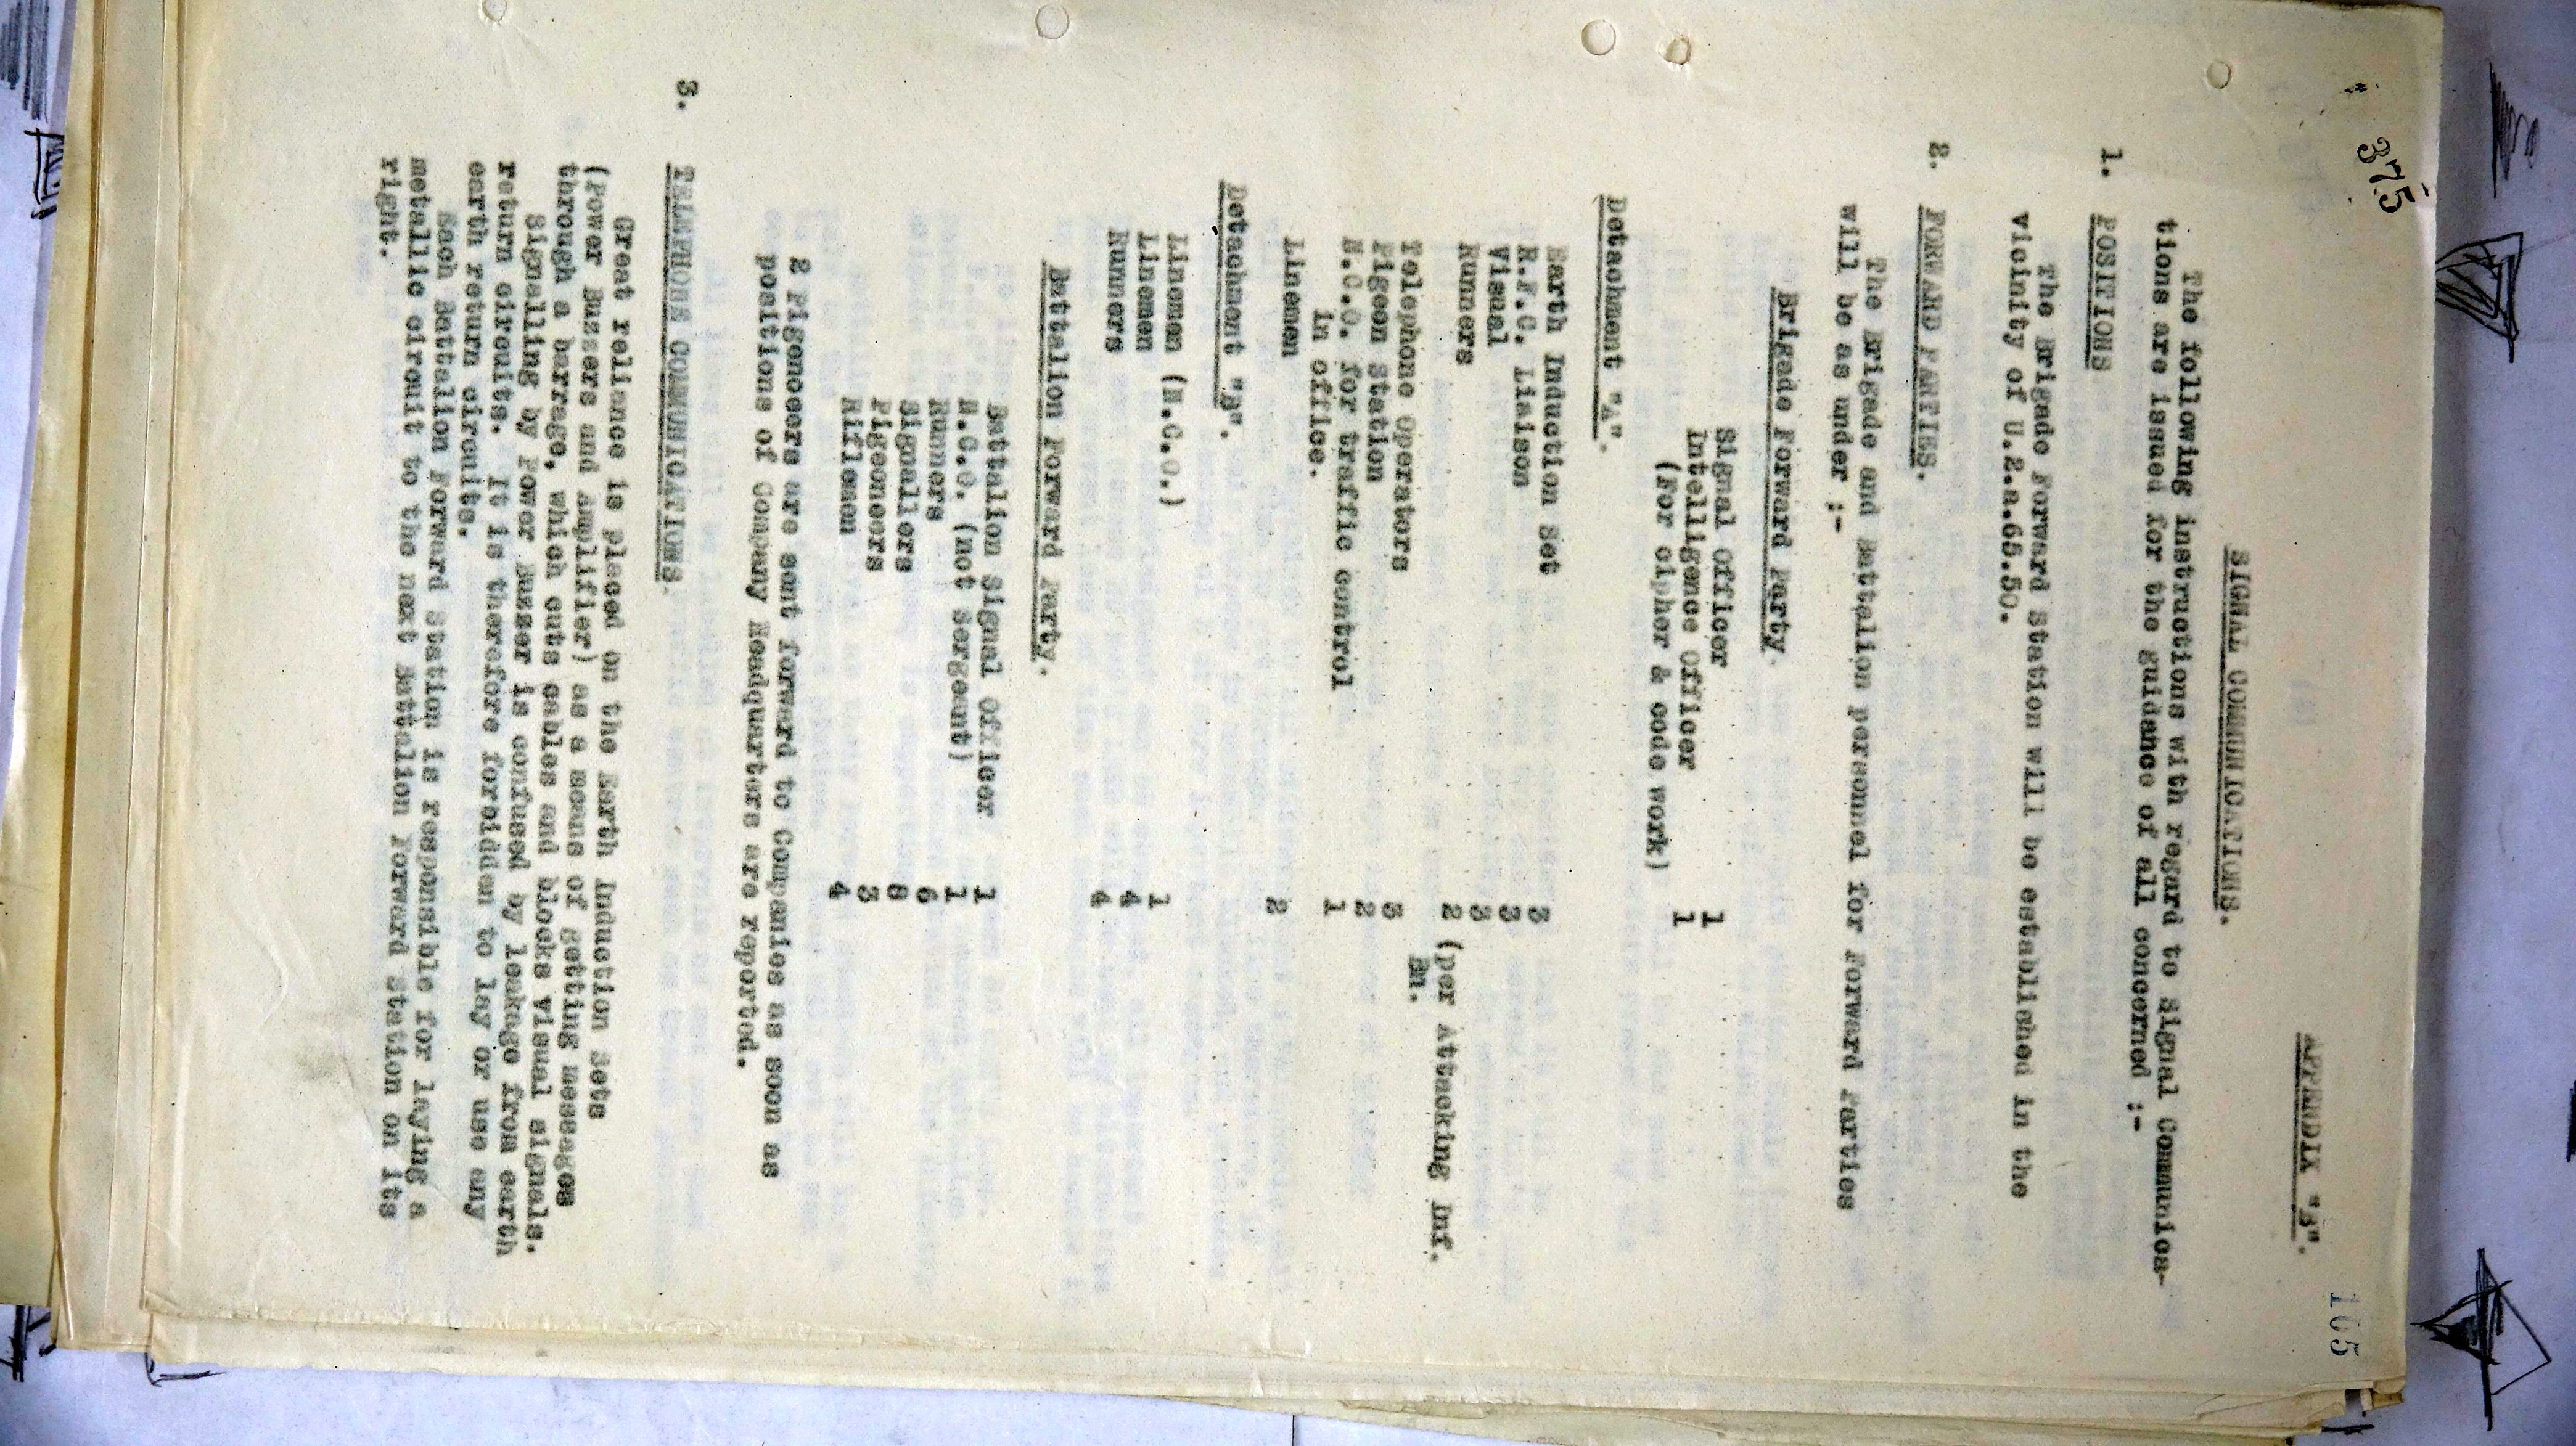 375
105
APPENDIX "B".
SIGNAL COMMUNICATIONS.
The following instructions with regard to Signal Communica-
tions are issued for the guidance of all concerned :-
1. POSITIONS
The Brigade Forward Station will be established in the
vicinity of U.2.a.65.50.
2. FORWARD PARTIES.
The Brigade and Battalion personnel for Forward Parties
will be as under :-
Brigade Forward Party.
Signal Officer 1
Intelligence Officer 1
(For cipher & code work)
Detachment "A".
Earth Induction Set 3
R.F.C. Liaison 3
Visual 3
Runners 2 (per Attacking Inf.
Bn.
Telephone Operators 3
Pigeon Station 2
N.C.O. for traffic control 1
in office.
Linemen 2
Detachment "B".
Linemen (N.C.O.) 1
Linemen 4
Runners 4
Battalion Forward Party.
Battalion Signal Officer 1
N.C.O. (not Sergeant) 1
Runners 6
Signallers 8
Pigeoneers 3
Riflemen 4
2 Pigeoneers are sent forward to Companies as soon as
positions of Company Headquarters are reported.
3. TELEPHONE COMMUNICATIONS.
Great reliance is placed on the Earth Induction Sets
(Power Buzzers and Amplifier) as a means of getting messages
through a barrage, which cuts cables and blocks visual signals.
Signalling by Power Buzzer is confused by leakage from earth
return circuits. It is therefore forbidden to lay or use any
earth return circuits.
Each Battalion Forward Station is responsible for laying a
metallic circuit to the next Battalion Forward Station on its
right.